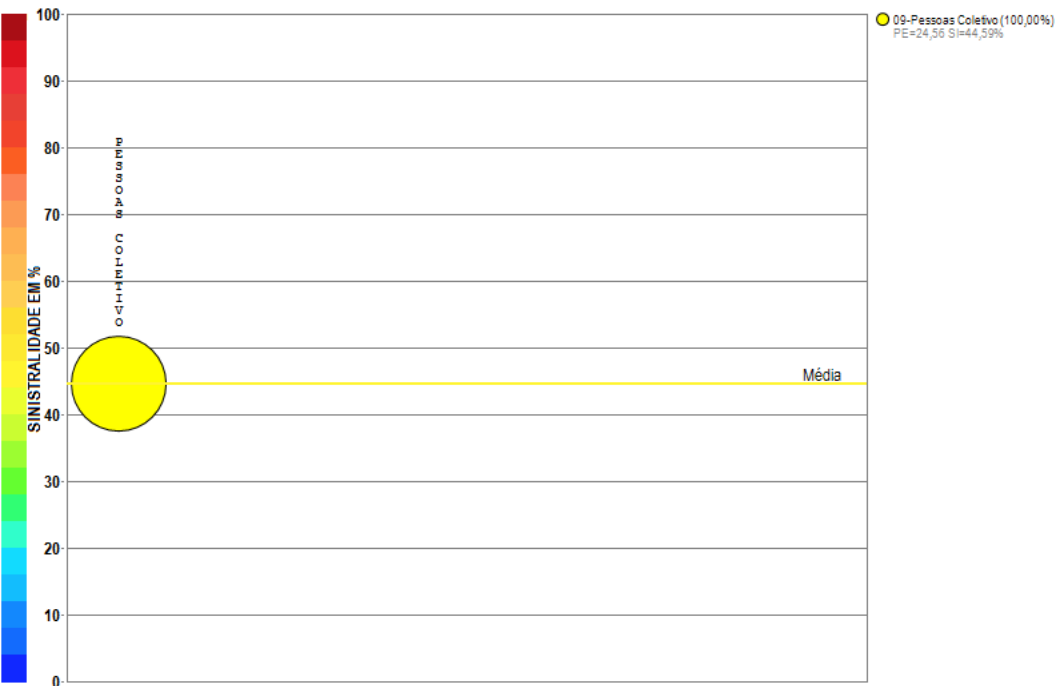 100
90
80
70
60
50
40
30
20
10
0
SINISTRALIDADE EM %
PESSOAS COLETIVO
Média
09-Pessoas Coletivo (100,00%)
PE=24,56 SI=44,59%